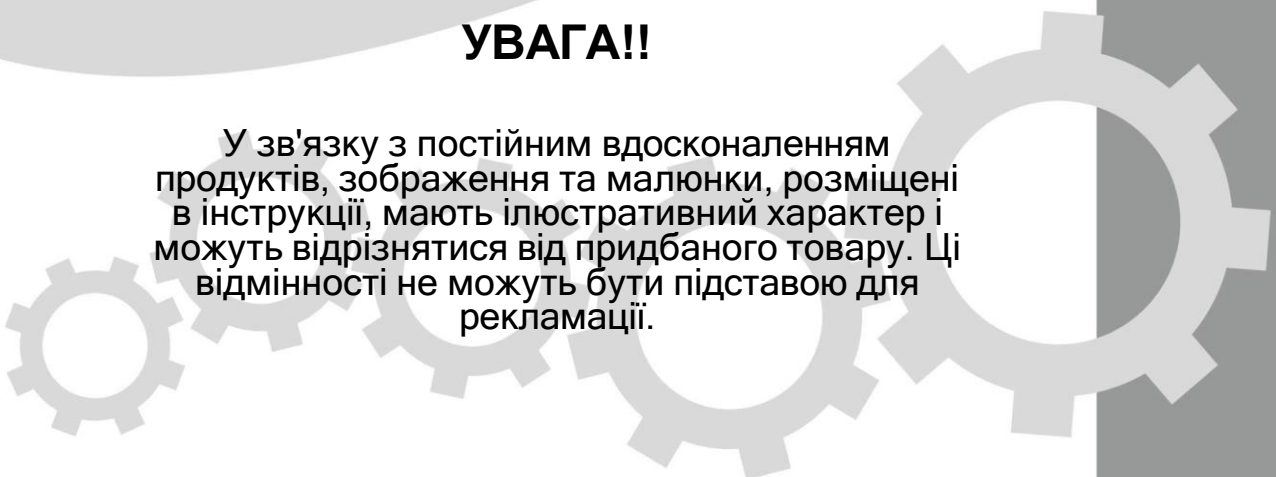 УВАГА!!
У зв'язку з постійним вдосконаленням
продуктів, зображення та малюнки, розміщені
в інструкції, мають ілюстративний характер і
можуть відрізнятися від придбаного товару. Ці
відмінності не можуть бути підставою для
рекламації.